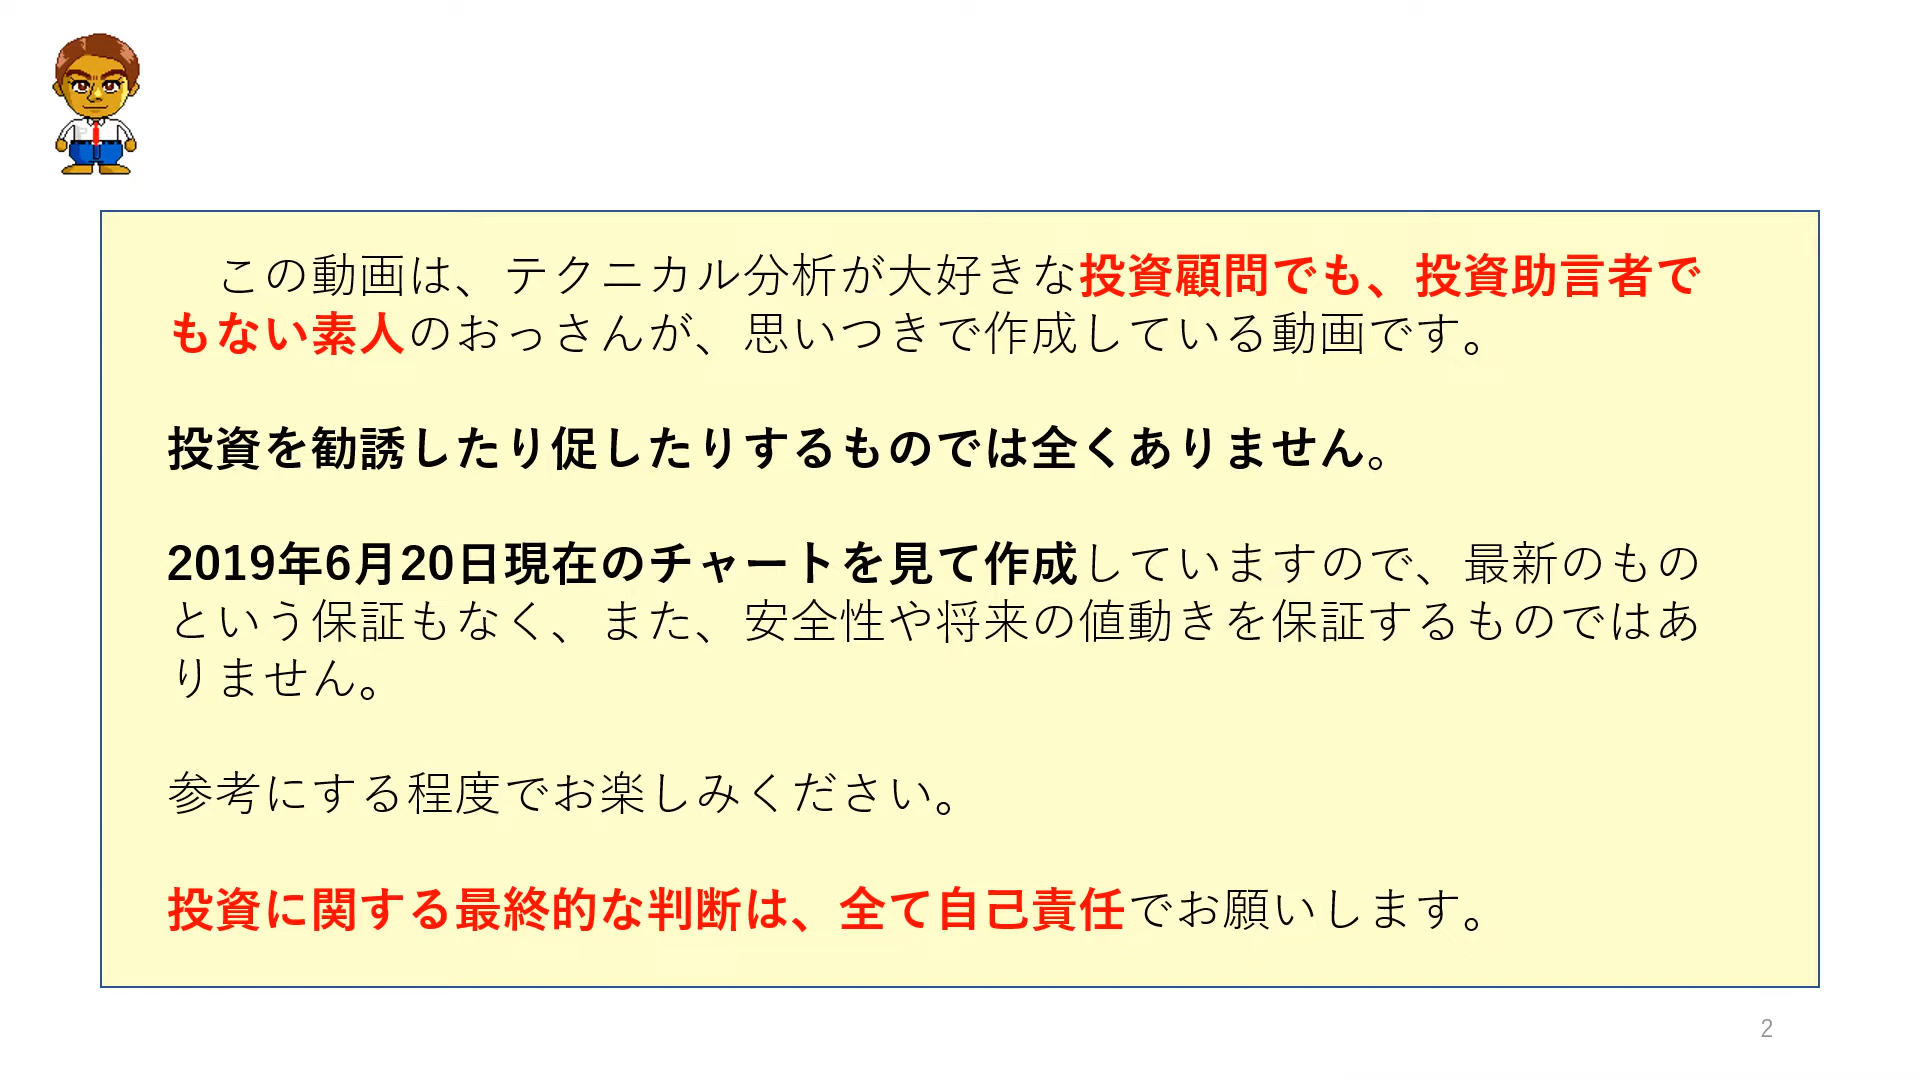 この動画は、テクニカル分析が大好きな投資顧問でも、投資助言者で
もない素人のおっさんが、思いつきで作成している動画です。
投資を勧誘したり促したりするものでは全くありません。
2019年6月20日現在のチャートを見て作成していますので、最新のもの
という保証もなく、また、安全性や将来の値動きを保証するものではあ
りません。
参考にする程度でお楽しみください。
投資に関する最終的な判断は、全て自己責任でお願いします。
2